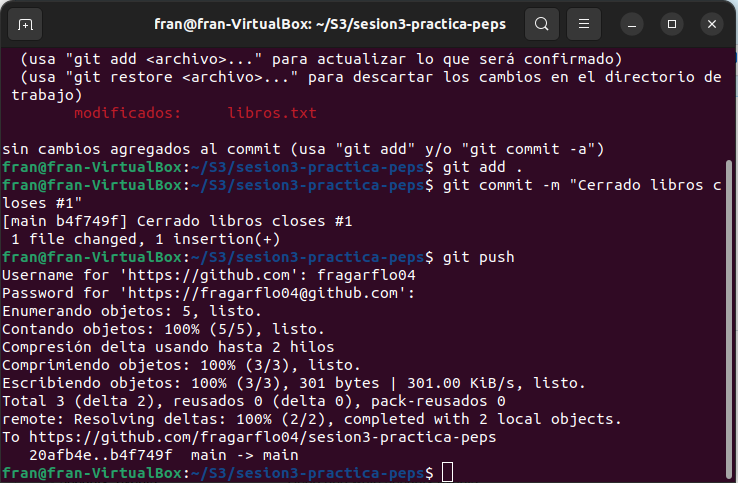 fran@fran-VirtualBox: ~/S3/sesion3-practica-peps
(usa "git add <archivo>..." para actualizar lo que será confirmado)
(usa "git restore <archivo>..." para descartar los cambios en el directorio de
trabajo)
modificados:     libros.txt
sin cambios agregados al commit (usa "git add" y/o "git commit -a")
fran@fran-VirtualBox:~/S3/sesion3-practica-peps$ git add .
fran@fran-VirtualBox:~/S3/sesion3-practica-peps$ git commit -m "Cerrado libros c
loses #1"
[main b4f749f] Cerrado libros closes #1
1 file changed, 1 insertion(+)
fran@fran-VirtualBox:~/S3/sesion3-practica-peps$ git push
Username for 'https://github.com': fragarflo04
Password for 'https://fragarflo04@github.com':
Enumerando objetos: 5, listo.
Contando objetos: 100% (5/5), listo.
Compresión delta usando hasta 2 hilos
Comprimiendo objetos: 100% (3/3), listo.
Escribiendo objetos: 100% (3/3), 301 bytes | 301.00 KiB/s, listo.
Total 3 (delta 2), reusados 0 (delta 0), pack-reusados 0
remote: Resolving deltas: 100% (2/2), completed with 2 local objects.
To https://github.com/fragarflo04/sesion3-practica-peps
20afb4e..b4f749f  main -> main
fran@fran-VirtualBox:~/S3/sesion3-practica-peps$